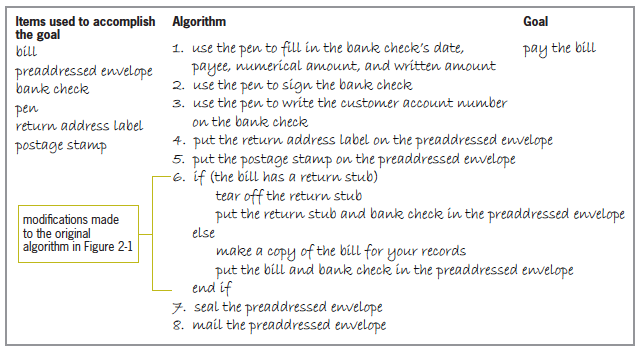 Items used to accomplish
the goal
bill
preaddressed envelope
bank check
pen
return address label
postage stamp
Algorithm
1. use the pen to fill in the bank check's date,
payee, numerical amount, and written amount
2. use the pen to sign the bank check
3. use the pen to write the customer account number
on the bank check
4. put the return address label on the preaddressed envelope
5. put the postage stamp on the preaddressed envelope
6. if (the bill has a return stub)
tear off the return stub
put the return stub and bank check in the preaddressed envelope
else
make a copy of the bill for your records
put the bill and bank check in the preaddressed envelope
end if
7. seal the preaddressed envelope
8. mail the preaddressed envelope
Goal
pay the bill
modifications made
to the original
algorithm in Figure 2-1